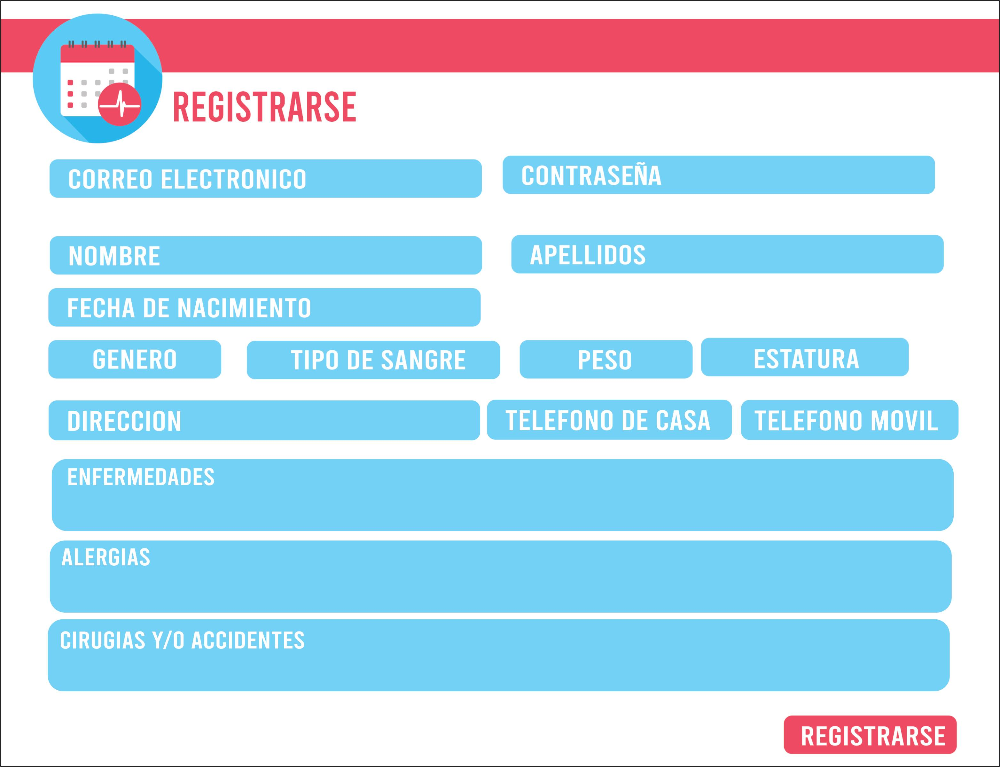 REGISTRARSE
CORREO ELECTRONICO
CONTRASEÑA
NOMBRE
APELLIDOS
FECHA DE NACIMIENTO
GENERO
TIPO DE SANGRE
PESO
ESTATURA
DIRECCION
TELEFONO DE CASA
TELEFONO MOVIL
ENFERMEDADES
ALERGIAS
CIRUGIAS Y/O ACCIDENTES
REGISTRARSE